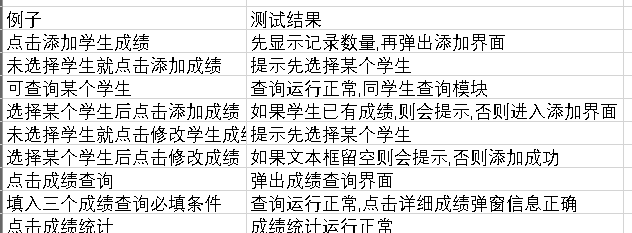 例子 测试结果
点击添加学生成绩 先显示记录数量,再弹出添加界面
未选择学生就点击添加成绩 提示先选择某个学生
可查询某个学生 查询运行正常,同学生查询模块
选择某个学生后点击添加成绩 如果学生已有成绩,则会提示,否则进入添加界面
未选择学生就点击修改学生成绩 提示先选择某个学生
选择某个学生后点击修改成绩 如果文本框留空则会提示,否则添加成功
点击成绩查询 弹出成绩查询界面
填入三个成绩查询必填条件 查询运行正常,点击详细成绩弹窗信息正确
点击成绩统计 成绩统计运行正常